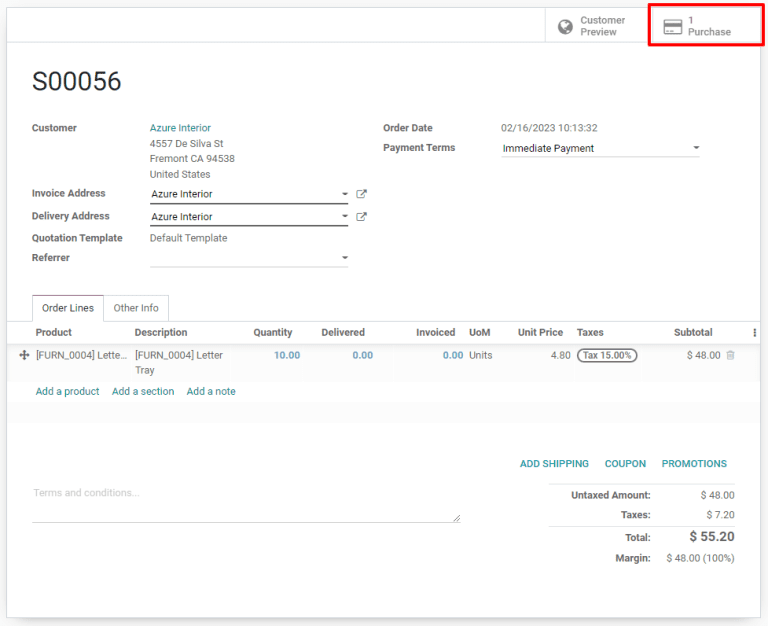 Customer Preview
1 Purchase
S00056
Customer Azure Interior
4557 De Silva St
Fremont CA 94538
United States
Order Date 02/16/2023 10:13:32
Payment Terms Immediate Payment
Invoice Address Azure Interior
Delivery Address Azure Interior
Quotation Template Default Template
Referrer
Order Lines Other Info
Product Description Quantity Delivered Invoiced UoM Unit Price Taxes Subtotal
[FURN_0004] Lette... [FURN_0004] Letter Tray 10.00 0.00 0.00 Units 4.80 Tax 15.00% $ 48.00
Add a product Add a section Add a note
ADD SHIPPING COUPON PROMOTIONS
Terms and conditions...
Untaxed Amount: $ 48.00
Taxes: $ 7.20
Total: $ 55.20
Margin: $ 48.00 (100%)